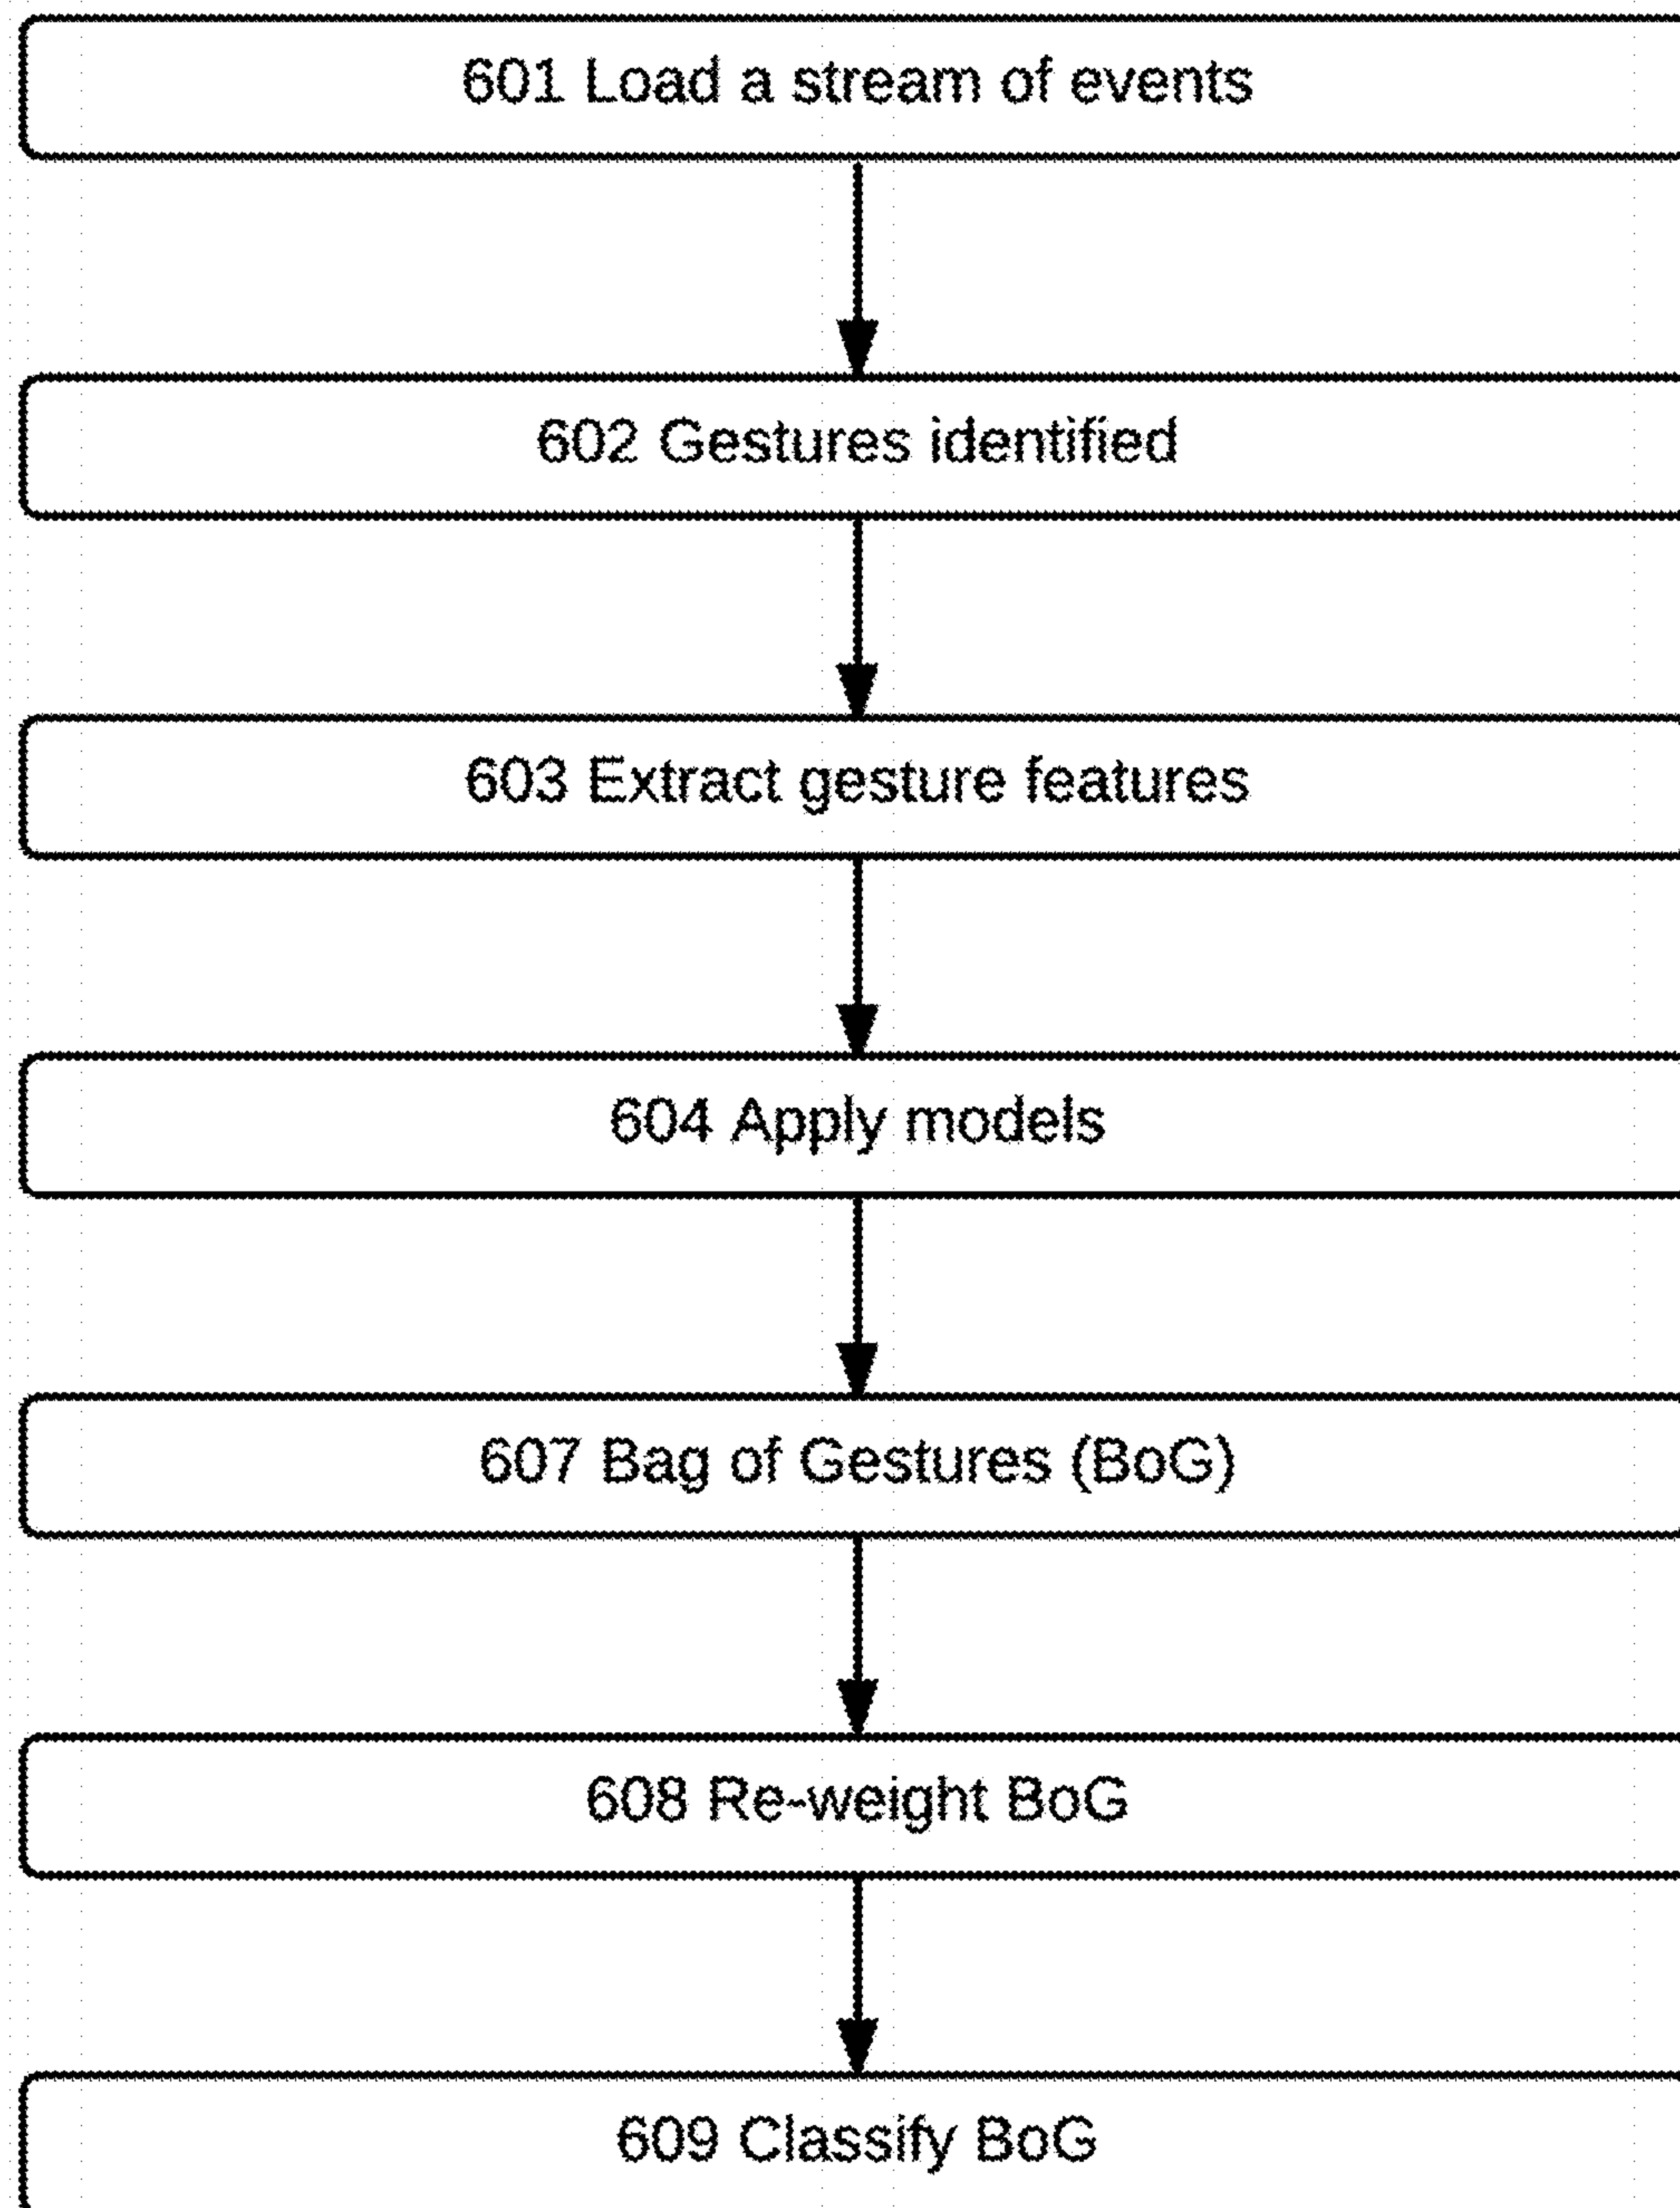 601 Load a stream of events
602 Gestures identified
603 Extract gesture features
604 Apply models
607 Bag of Gestures (BoG)
608 Re-weight BoG
609 Classify BoG